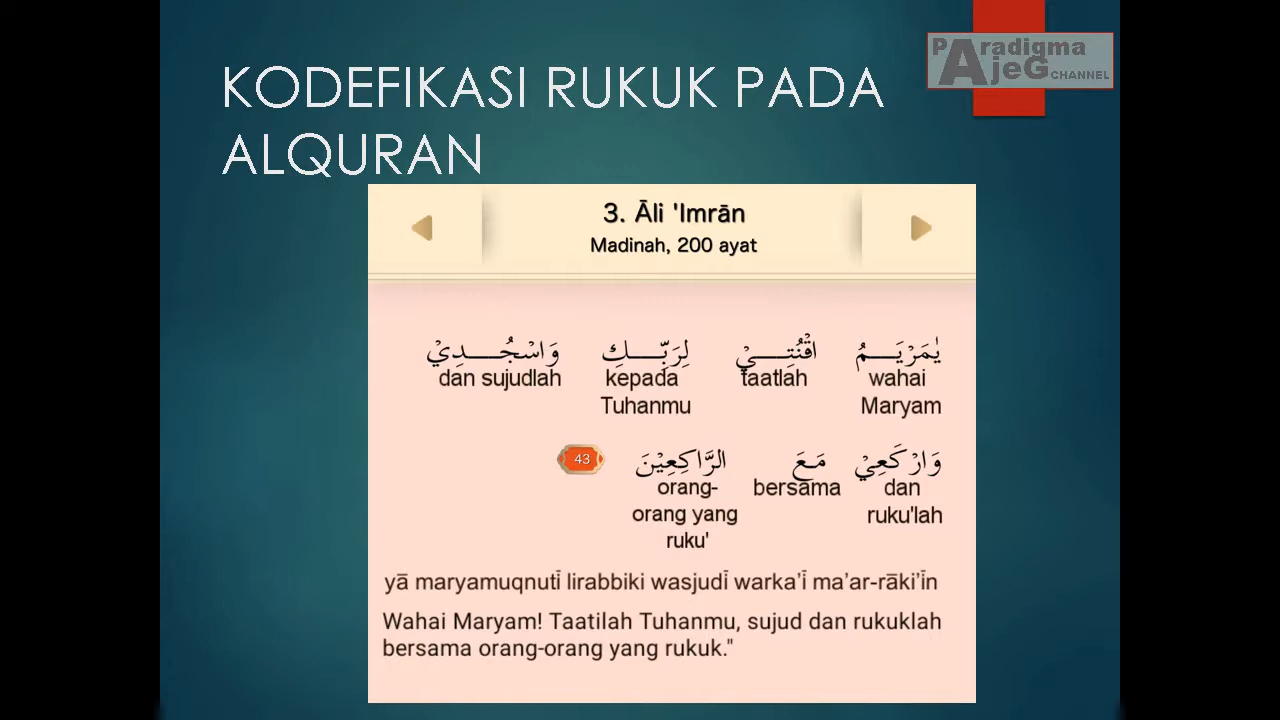 Paradigma
AjeG CHANNEL
KODEFIKASI RUKUK PADA
ALQURAN
3. Āli 'Imrān
Madinah, 200 ayat
يٰمَرْيَمُ اقْنُتِيْ لِرَبِّكِ وَاسْجُدِيْ
wahai taatlah kepada dan sujudlah
Maryam Tuhanmu
وَارْكَعِيْ مَعَ الرَّاكِعِيْنَ 43
dan bersama orang-
ruku'lah orang yang
ruku'
yā maryamuqnutī lirabbiki wasjudī warka’ī ma’ar-rāki’īn
Wahai Maryam! Taatilah Tuhanmu, sujud dan rukuklah
bersama orang-orang yang rukuk."